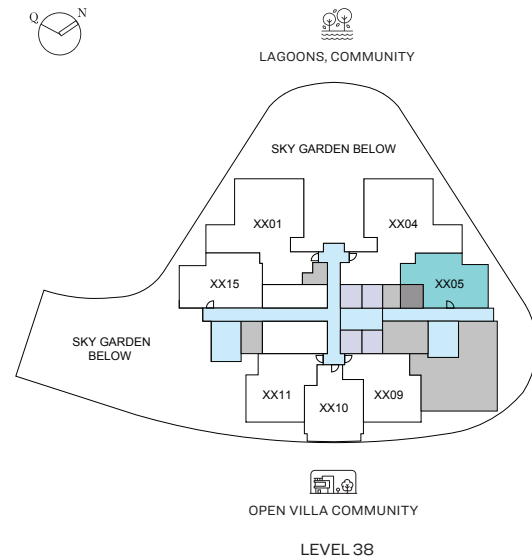 Q N
LAGOONS, COMMUNITY
SKY GARDEN BELOW
XX01 XX04
XX15 XX05
SKY GARDEN
BELOW
XX11 XX10 XX09
OPEN VILLA COMMUNITY
LEVEL 38